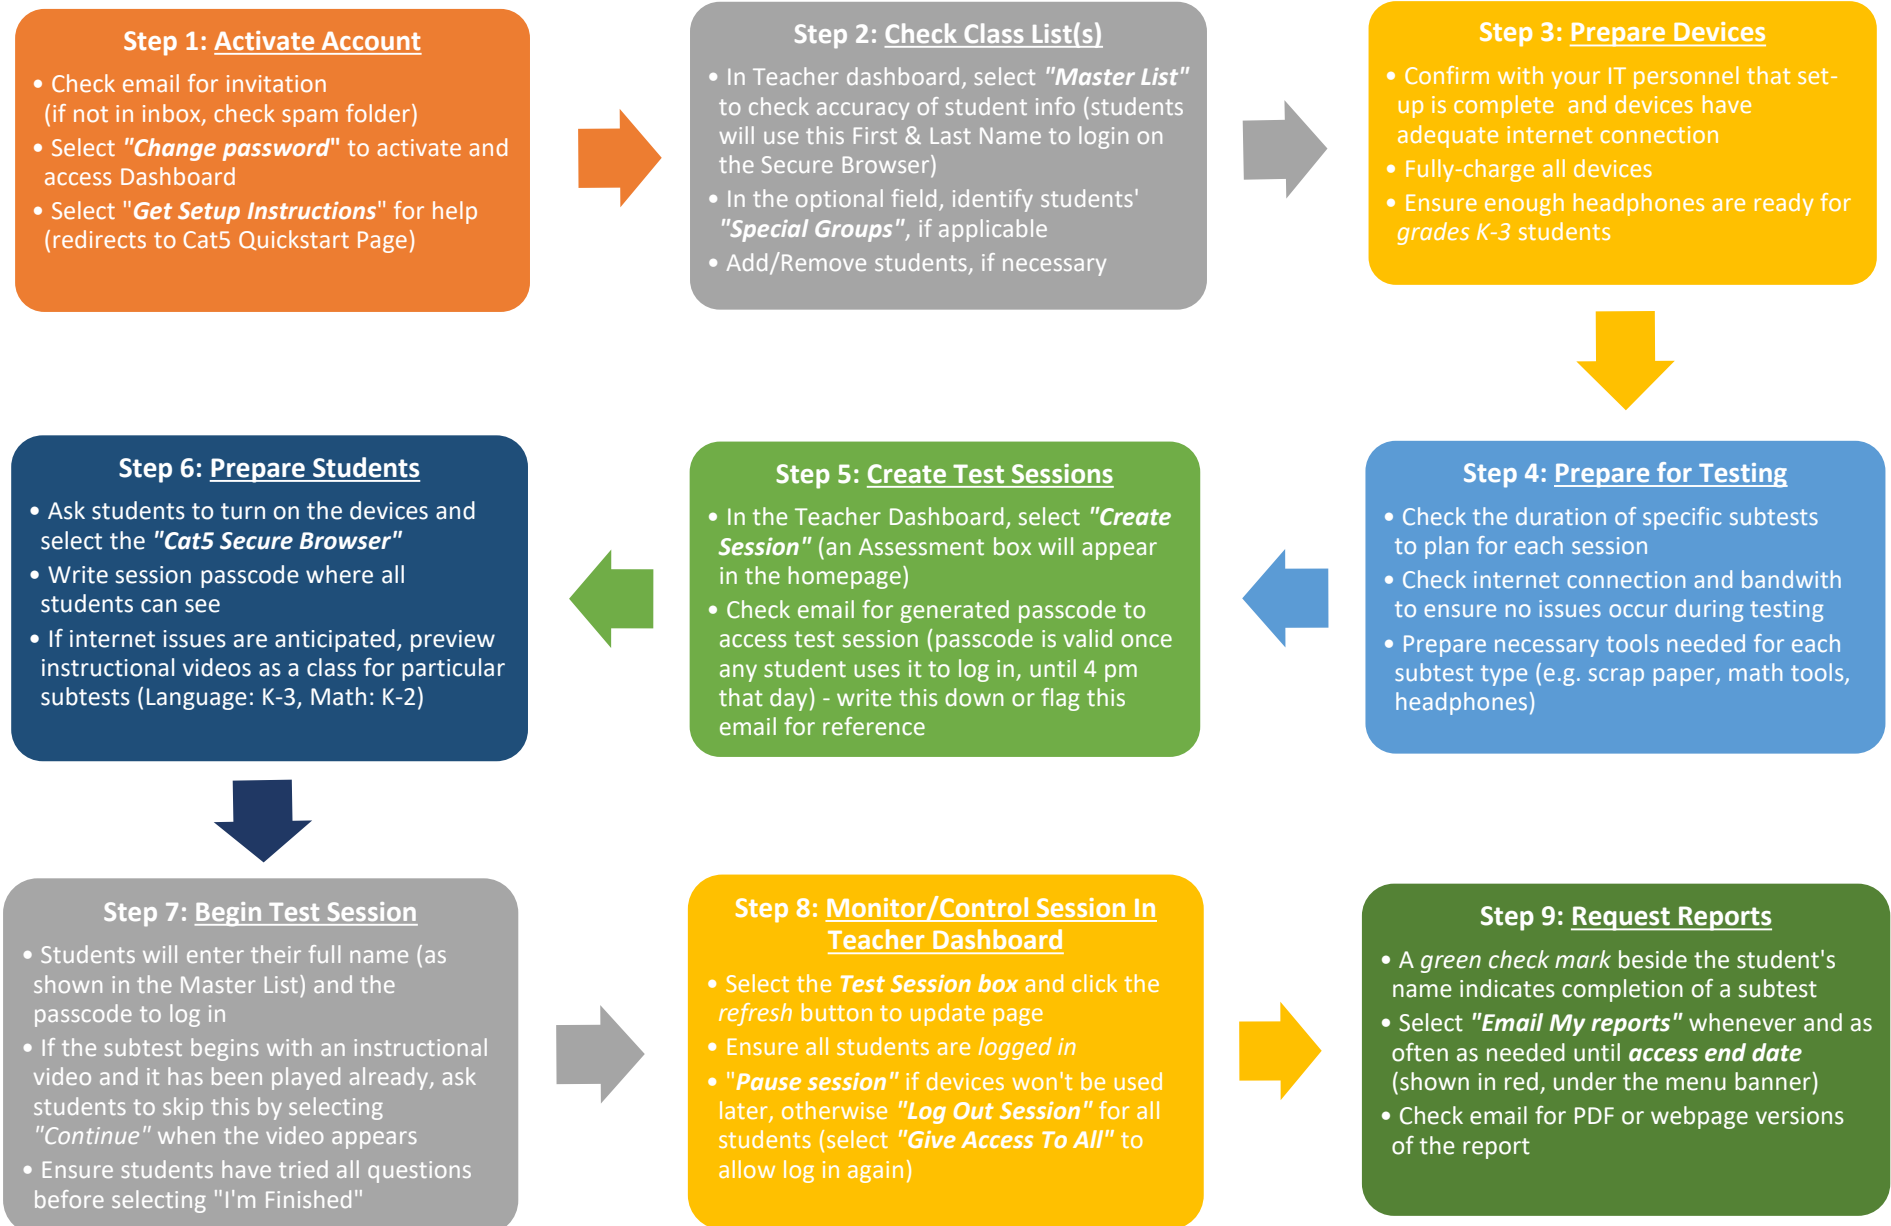 Step 1: Activate Account
• Check email for invitation
(if not in inbox, check spam folder)
• Select "Change password" to activate and
access Dashboard
• Select "Get Setup Instructions" for help
(redirects to Cat5 Quickstart Page)
Step 2: Check Class List(s)
• In Teacher dashboard, select "Master List"
to check accuracy of student info (students
will use this First & Last Name to login on
the Secure Browser)
• In the optional field, identify students'
"Special Groups", if applicable
• Add/Remove students, if necessary
Step 3: Prepare Devices
• Confirm with your IT personnel that set-
up is complete and devices have
adequate internet connection
• Fully-charge all devices
• Ensure enough headphones are ready for
grades K-3 students
Step 4: Prepare for Testing
• Check the duration of specific subtests
to plan for each session
• Check internet connection and bandwith
to ensure no issues occur during testing
• Prepare necessary tools needed for each
subtest type (e.g. scrap paper, math tools,
headphones)
Step 5: Create Test Sessions
• In the Teacher Dashboard, select "Create
Session" (an Assessment box will appear
in the homepage)
• Check email for generated passcode to
access test session (passcode is valid once
any student uses it to log in, until 4 pm
that day) - write this down or flag this
email for reference
Step 6: Prepare Students
• Ask students to turn on the devices and
select the "Cat5 Secure Browser"
• Write session passcode where all
students can see
• If internet issues are anticipated, preview
instructional videos as a class for particular
subtests (Language: K-3, Math: K-2)
Step 7: Begin Test Session
• Students will enter their full name (as
shown in the Master List) and the
passcode to log in
• If the subtest begins with an instructional
video and it has been played already, ask
students to skip this by selecting
"Continue" when the video appears
• Ensure students have tried all questions
before selecting "I'm Finished"
Step 8: Monitor/Control Session In
Teacher Dashboard
• Select the Test Session box and click the
refresh button to update page
• Ensure all students are logged in
• "Pause session" if devices won't be used
later, otherwise "Log Out Session" for all
students (select "Give Access To All" to
allow log in again)
Step 9: Request Reports
• A green check mark beside the student's
name indicates completion of a subtest
• Select "Email My reports" whenever and as
often as needed until access end date
(shown in red, under the menu banner)
• Check email for PDF or webpage versions
of the report